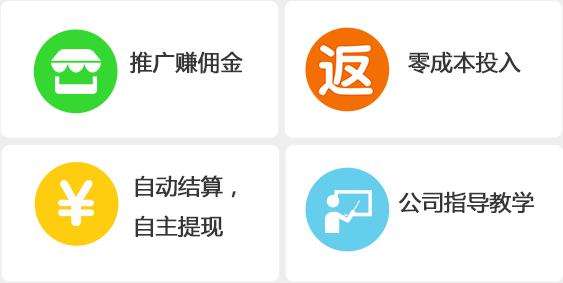 推广赚佣金
返
零成本投入
¥
自动结算，
自主提现
公司指导教学